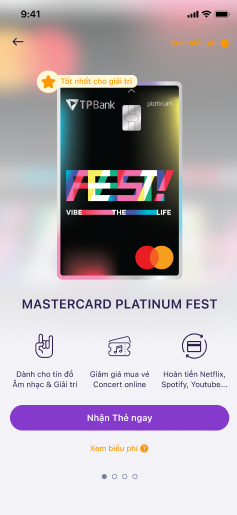 9:41
Tốt nhất cho giải trí
TPBank
platinum
FEST!
VIBE THE LIFE
MASTERCARD PLATINUM FEST
Dành cho tín đồ
Âm nhạc & Giải trí
Giảm giá mua vé
Concert online
Hoàn tiền Netflix,
Spotify, Youtube...
Nhận Thẻ ngay
Xem biểu phí ?